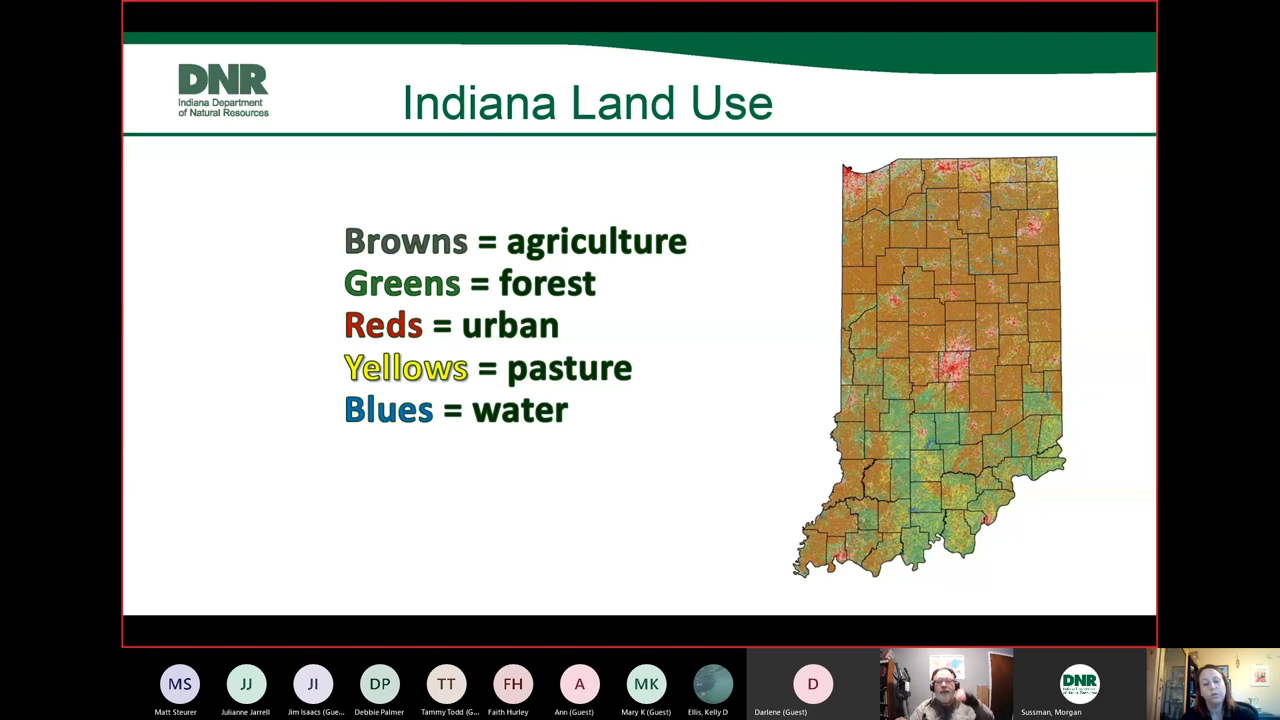 DNR
Indiana Department
of Natural Resources
Indiana Land Use
Browns = agriculture
Greens = forest
Reds = urban
Yellows = pasture
Blues = water
MS
JJ
JI
DP
TT
FH
A
MK
D
DNR
Matt Steurer
Julianne Jarrell
Jim Isaacs (Gue...
Debbie Palmer
Tammy Todd (G...
Faith Hurley
Ann (Guest)
Mary K (Guest)
Ellis, Kelly D
Darlene (Guest)
Sussman, Morgan